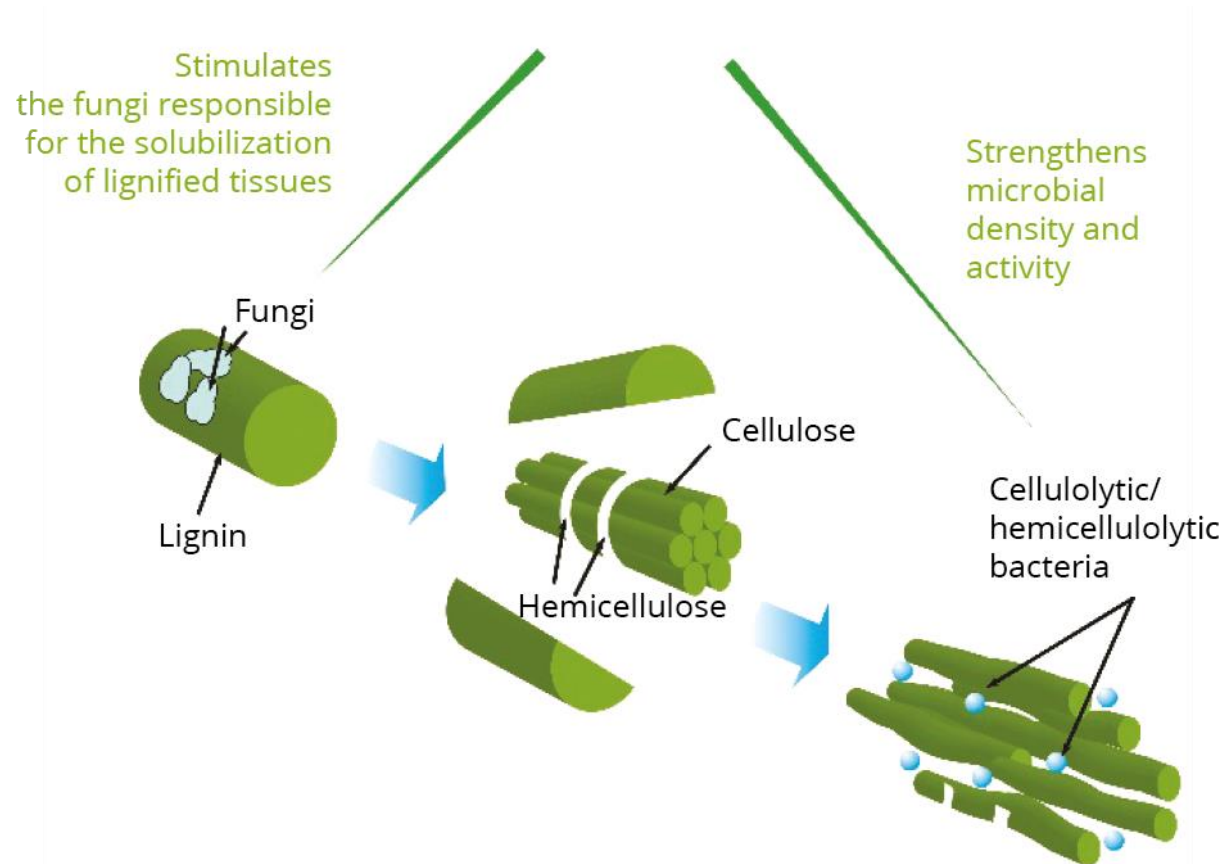 Stimulates
the fungi responsible
for the solubilization
of lignified tissues
Strengthens
microbial
density and
activity
Fungi
Lignin
Cellulose
Hemicellulose
Cellulolytic/
hemicellulolytic
bacteria